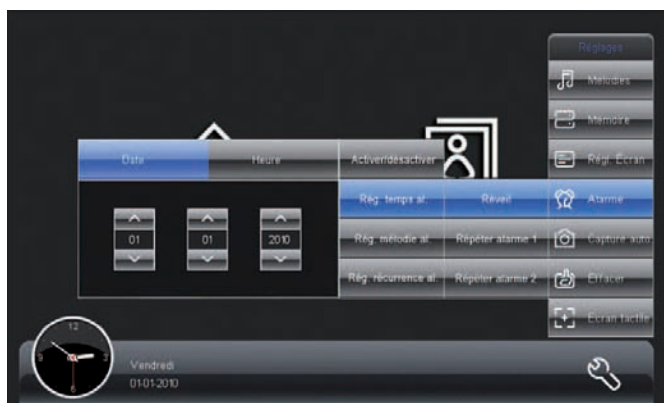 Réglages
Mélodies
Mémoire
Régl. Écran
Alarme
Capture auto
Effacer
Écran tactile
Activer/désactiver
Rég. temps al.
Rég. mélodie al.
Rég. récurrence al.
Réveil
Répéter alarme 1
Répéter alarme 2
Date
Heure
01
01
2010
12
3
6
9
Vendredi
01-01-2010